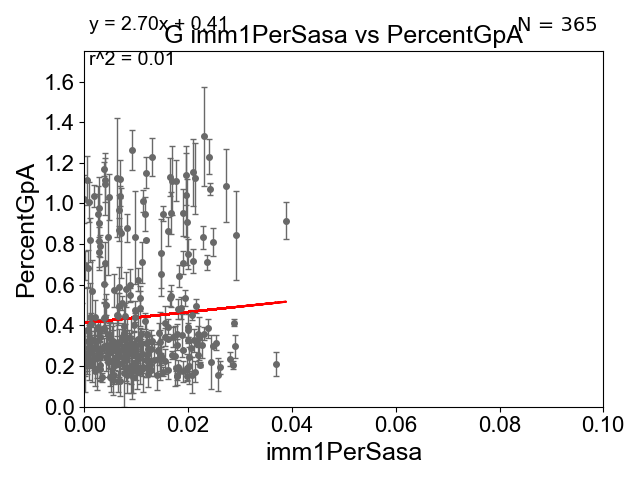 y = 2.70x + 0.41
N = 365
G imm1PerSasa vs PercentGpA
r^2 = 0.01
PercentGpA
1.6
1.4
1.2
1.0
0.8
0.6
0.4
0.2
0.0
0.00 0.02 0.04 0.06 0.08 0.10
imm1PerSasa